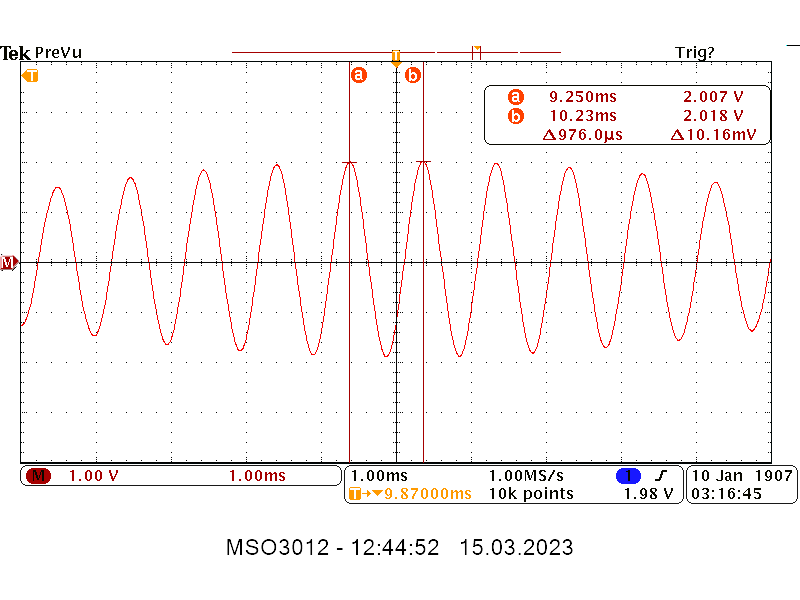 Tek PreVu Trig?
T
T a b
a 9.250ms 2.007 V
b 10.23ms 2.018 V
Δ976.0µs Δ10.16mV
M
M 1.00 V 1.00ms 1.00ms 1.00MS/s 1 10 Jan 1907
T→▼9.87000ms 10k points 1.98 V 03:16:45
MSO3012 - 12:44:52 15.03.2023